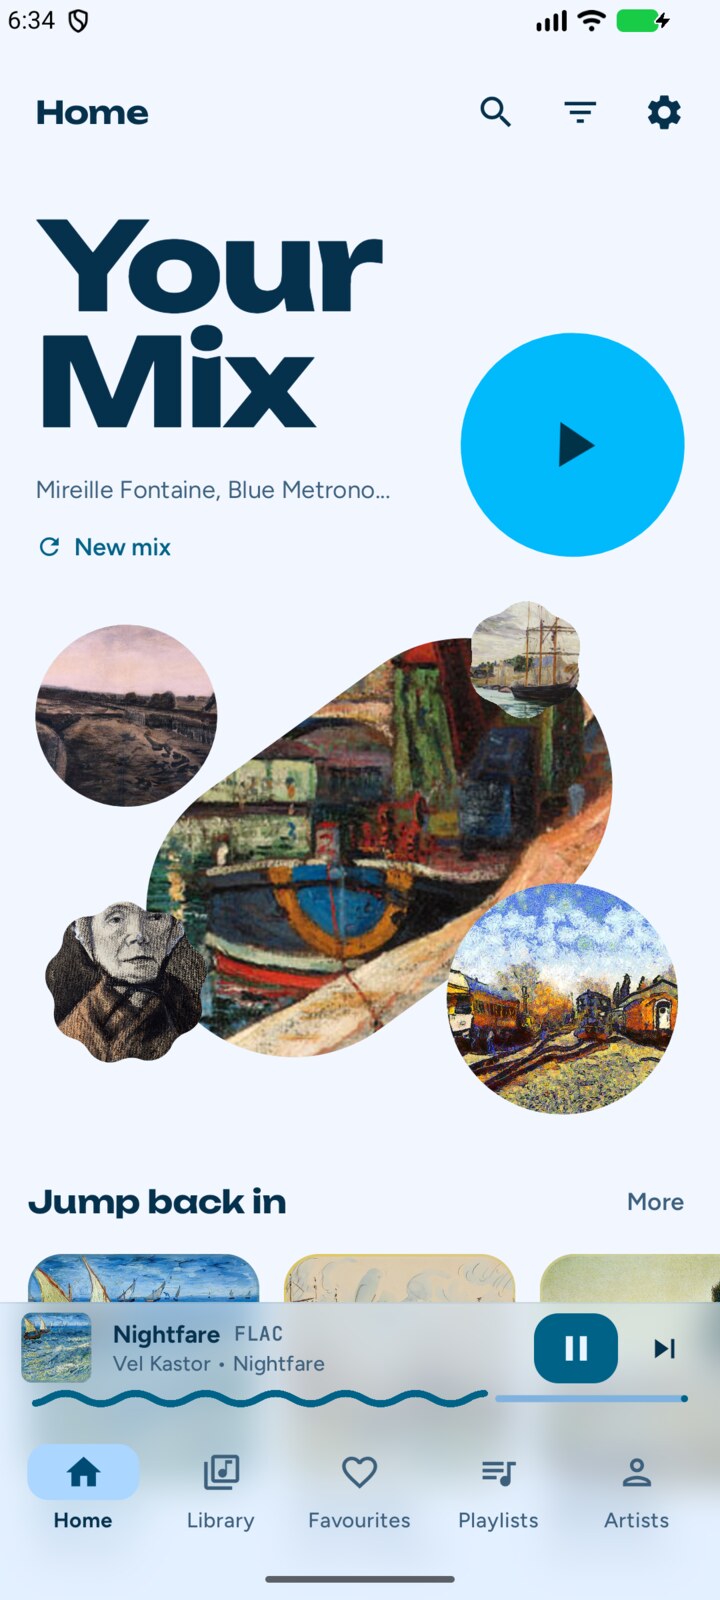 6:34
Home
Your
Mix
Mireille Fontaine, Blue Metrono...
New mix
Jump back in
More
Nightfare FLAC
Vel Kastor • Nightfare
Home
Library
Favourites
Playlists
Artists